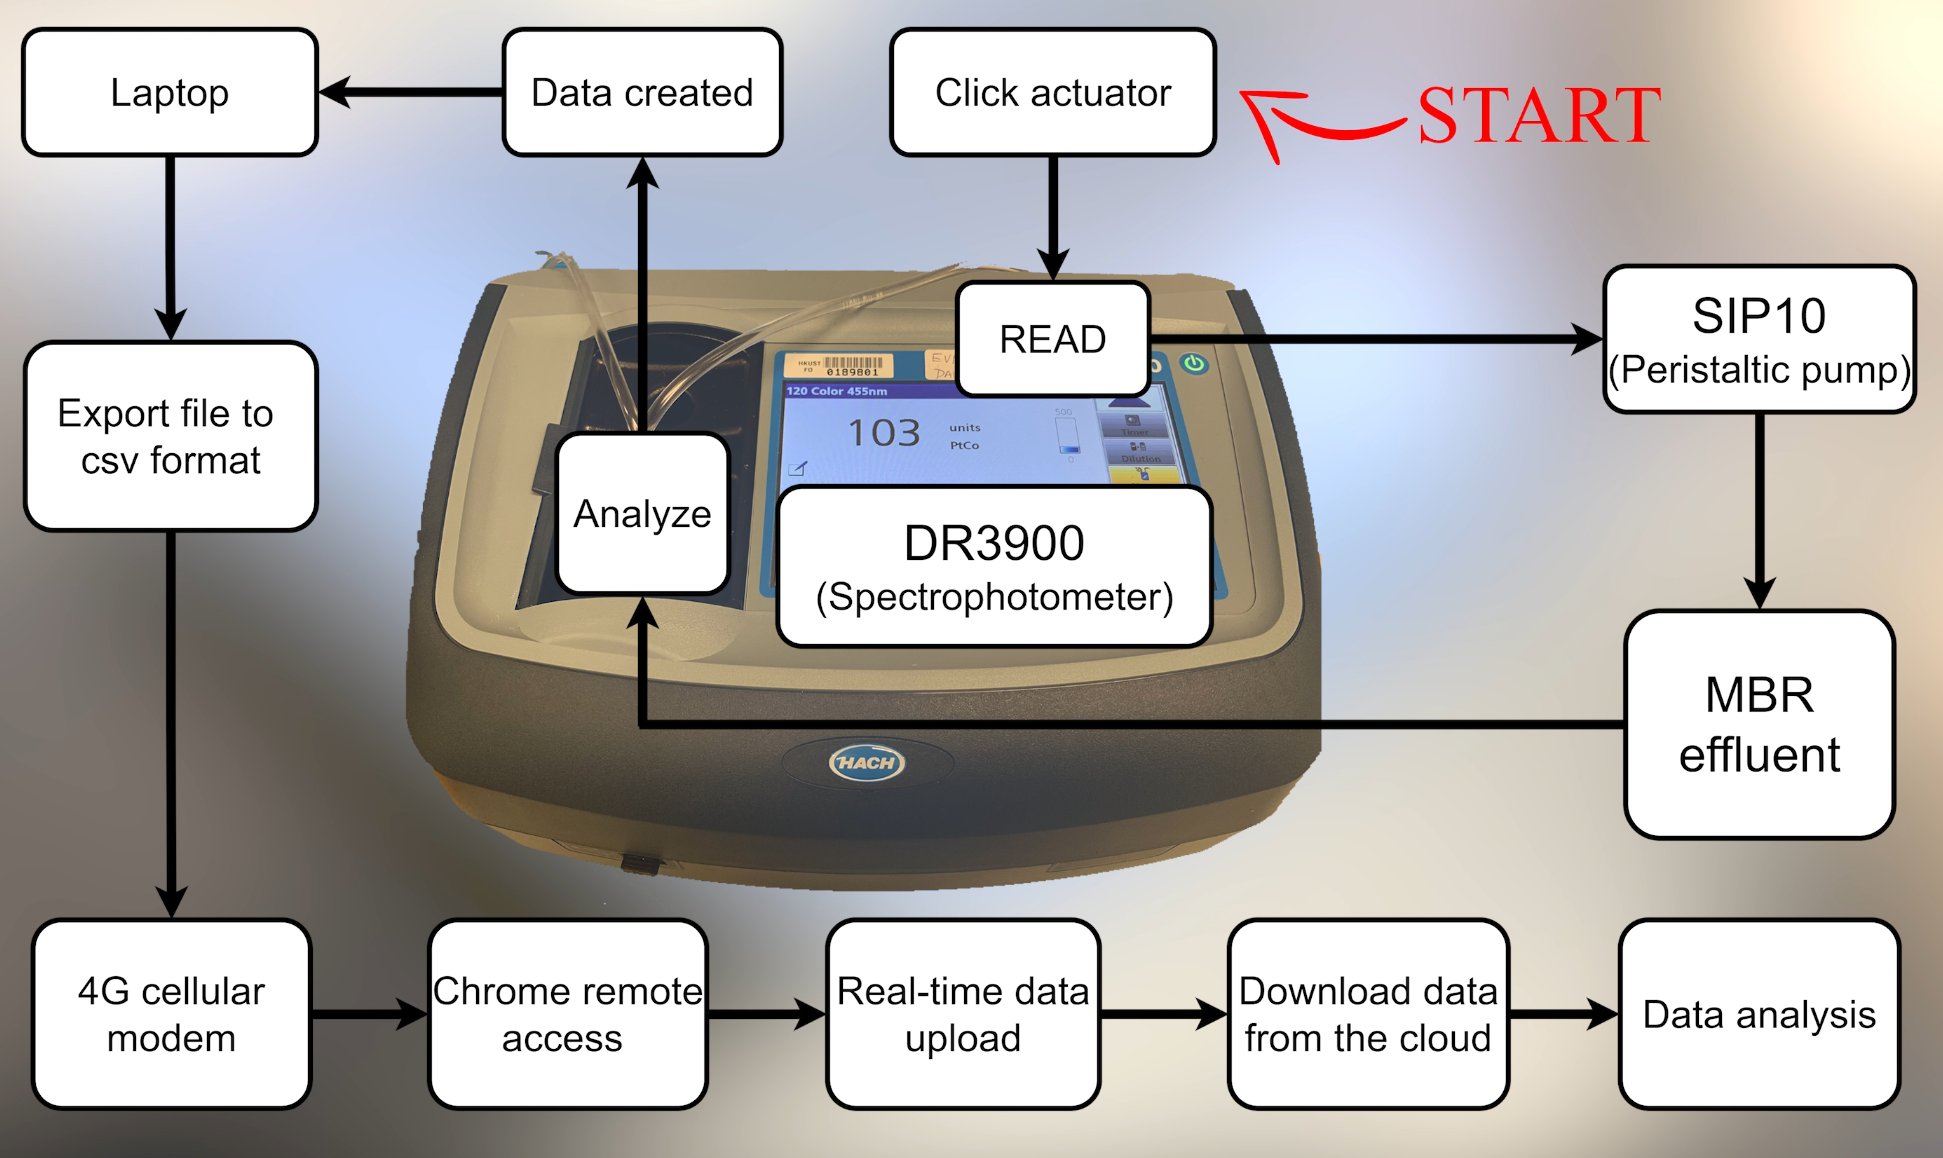 Laptop
Data created
Click actuator
START
READ
SIP10
(Peristaltic pump)
HKUST
FO 0189801
120 Color 455nm
103
units
PtCo
500
0
Timer
Dilution
Export file to
csv format
Analyze
DR3900
(Spectrophotometer)
MBR
effluent
HACH
4G cellular
modem
Chrome remote
access
Real-time data
upload
Download data
from the cloud
Data analysis